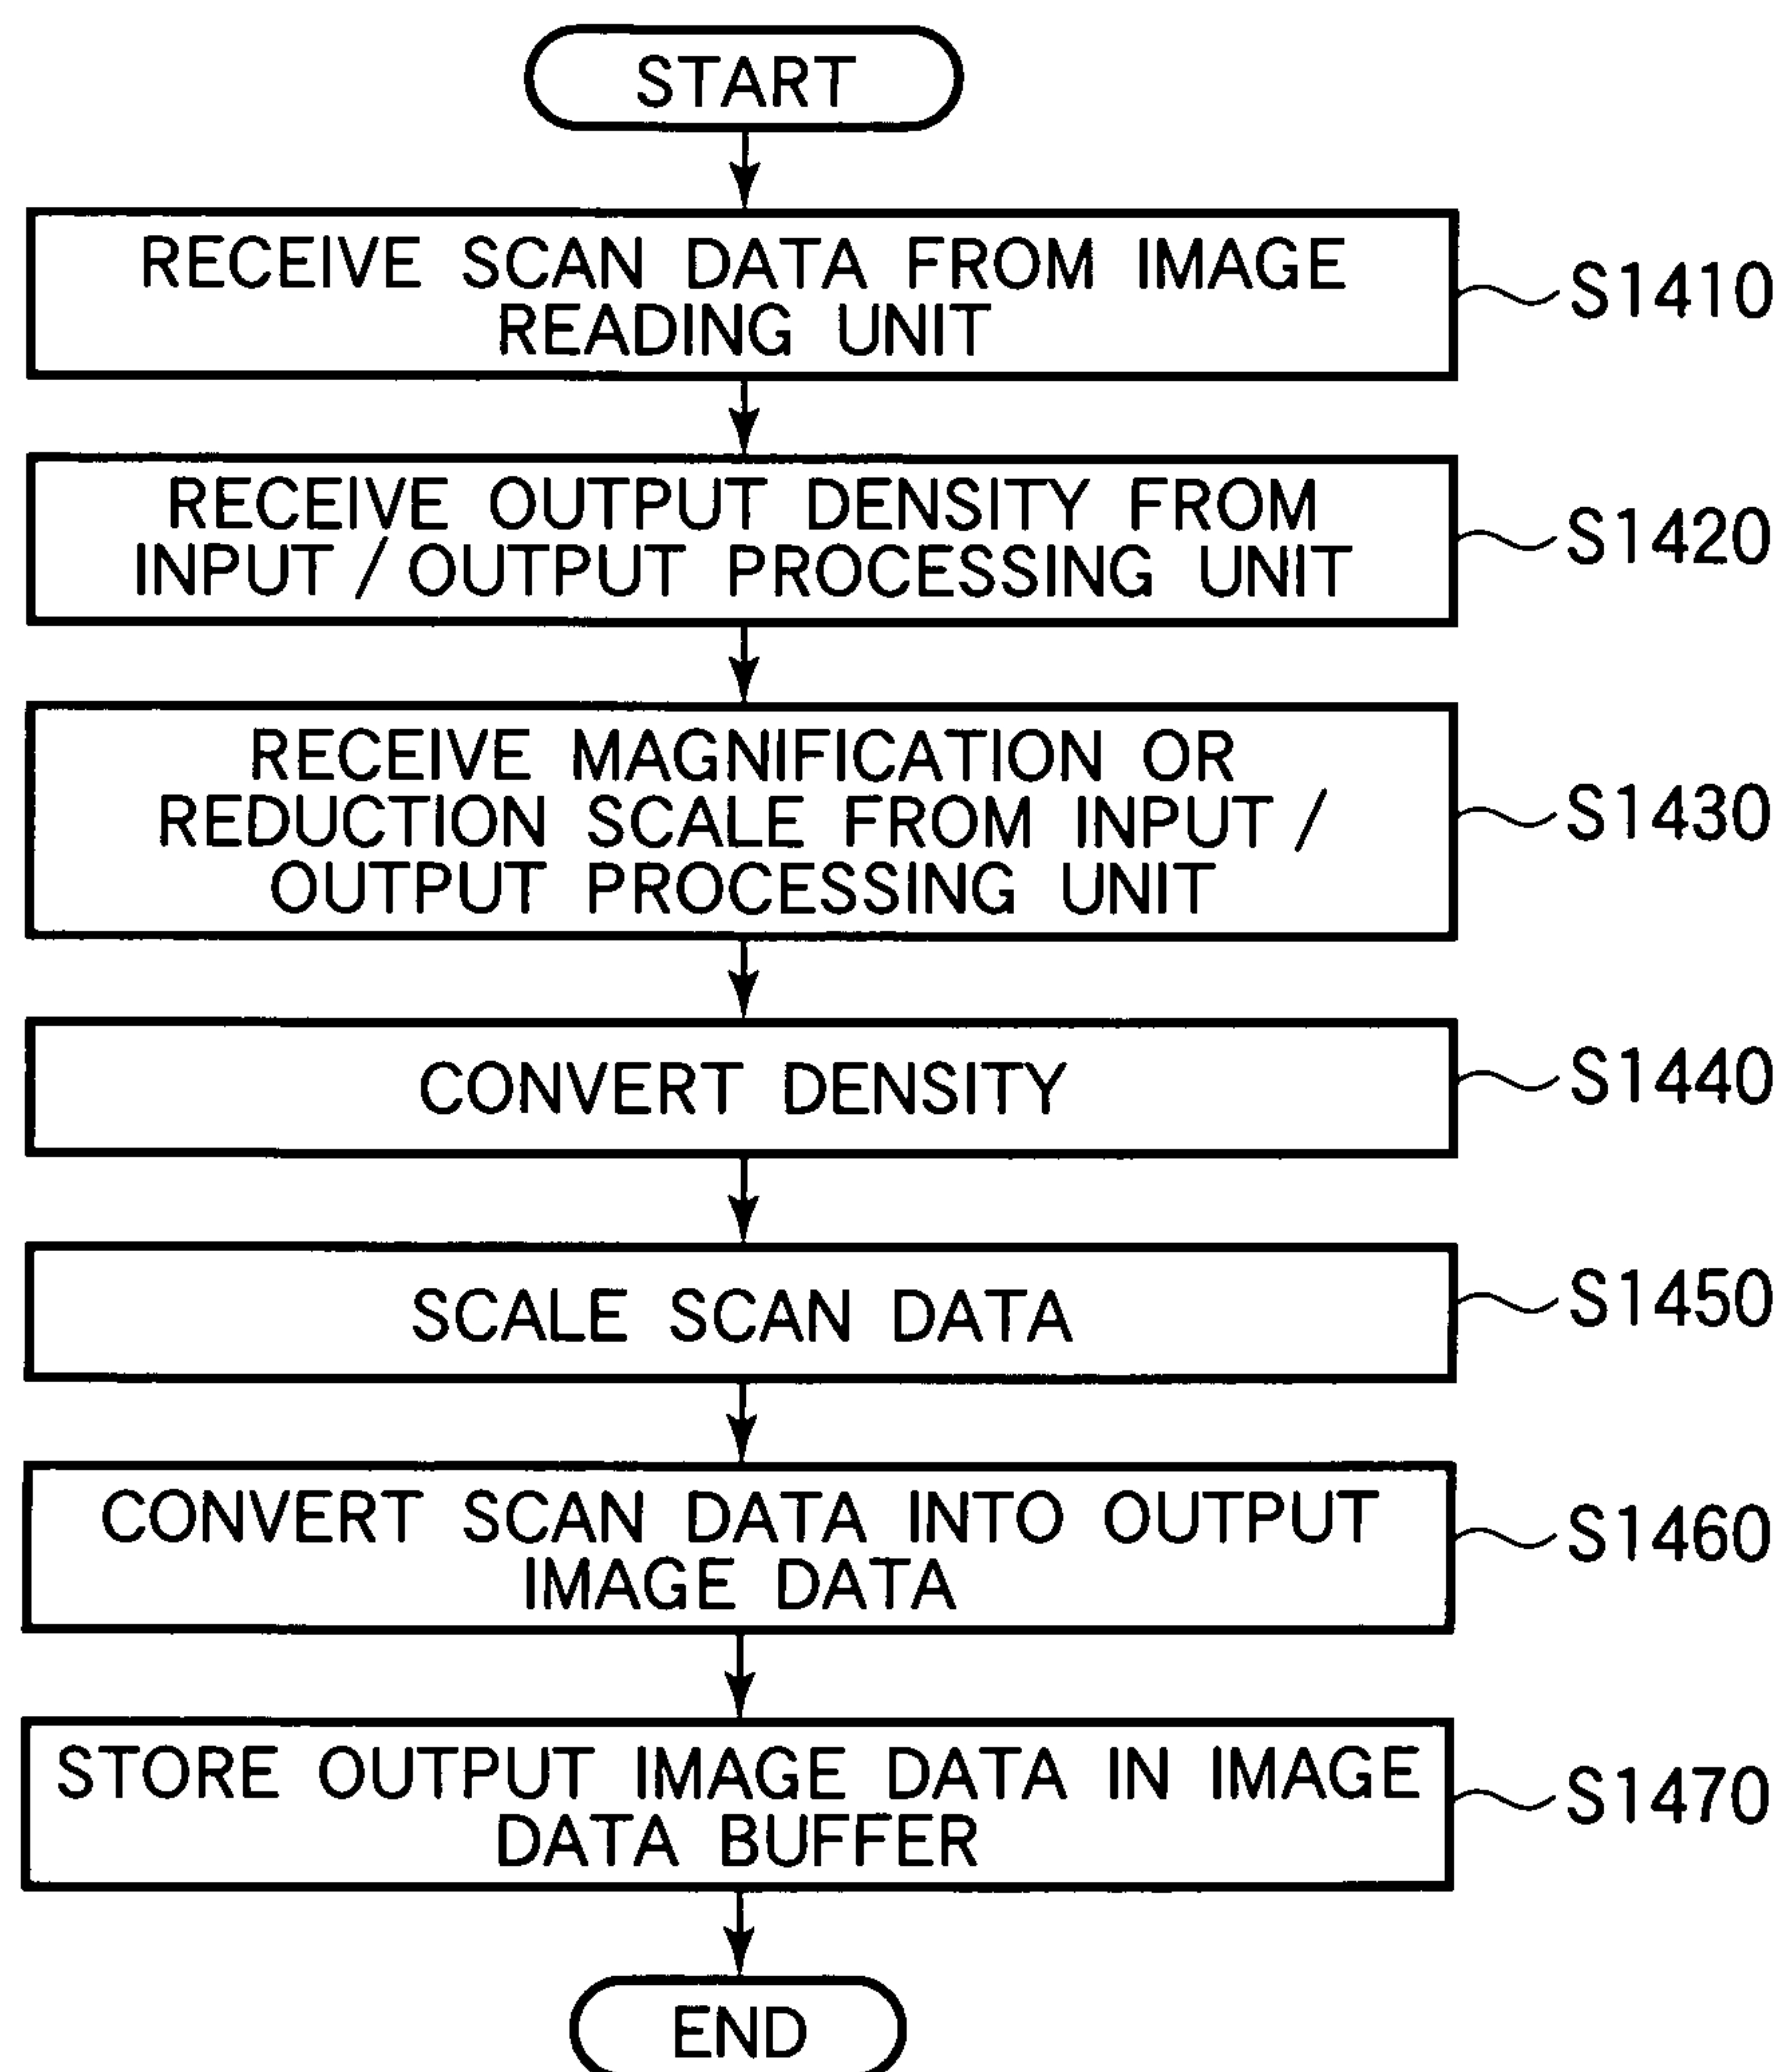 START
RECEIVE SCAN DATA FROM IMAGE
READING UNIT
S1410
RECEIVE OUTPUT DENSITY FROM
INPUT/OUTPUT PROCESSING UNIT
S1420
RECEIVE MAGNIFICATION OR
REDUCTION SCALE FROM INPUT/
OUTPUT PROCESSING UNIT
S1430
CONVERT DENSITY
S1440
SCALE SCAN DATA
S1450
CONVERT SCAN DATA INTO OUTPUT
IMAGE DATA
S1460
STORE OUTPUT IMAGE DATA IN IMAGE
DATA BUFFER
S1470
END